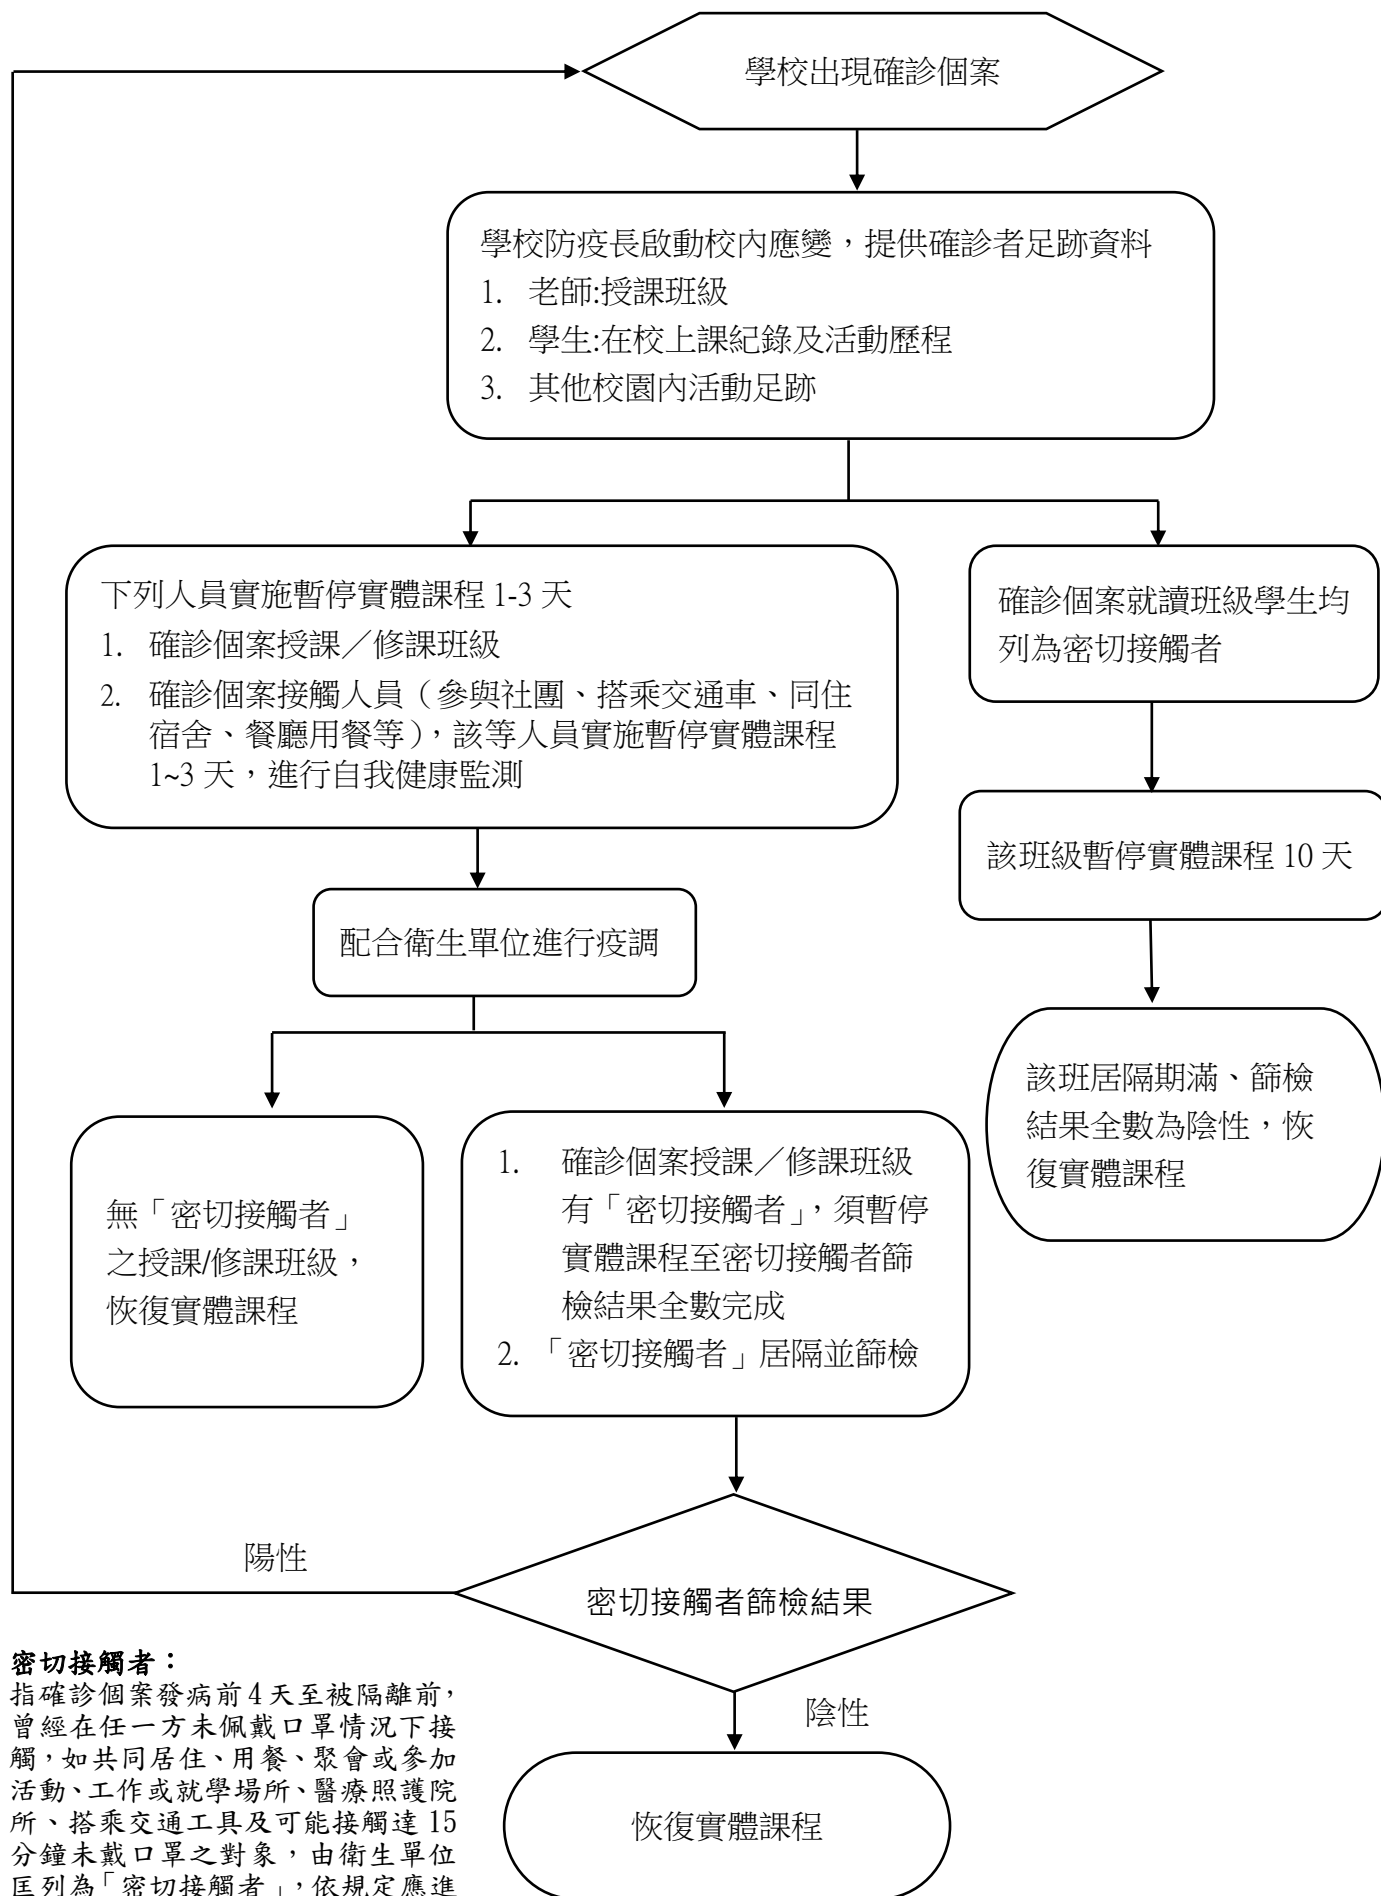 學校出現確診個案
學校防疫長啟動校內應變，提供確診者足跡資料
1. 老師:授課班級
2. 學生:在校上課紀錄及活動歷程
3. 其他校園內活動足跡
下列人員實施暫停實體課程 1-3 天
1. 確診個案授課／修課班級
2. 確診個案接觸人員（參與社團、搭乘交通車、同住
宿舍、餐廳用餐等），該等人員實施暫停實體課程
1~3 天，進行自我健康監測
確診個案就讀班級學生均
列為密切接觸者
該班級暫停實體課程 10 天
配合衛生單位進行疫調
該班居隔期滿、篩檢
結果全數為陰性，恢
復實體課程
無「密切接觸者」
之授課/修課班級，
恢復實體課程
1. 確診個案授課／修課班級
有「密切接觸者」，須暫停
實體課程至密切接觸者篩
檢結果全數完成
2. 「密切接觸者」居隔並篩檢
陽性
密切接觸者篩檢結果
陰性
恢復實體課程
密切接觸者：
指確診個案發病前 4 天至被隔離前，
曾經在任一方未佩戴口罩情況下接
觸，如共同居住、用餐、聚會或參加
活動、工作或就學場所、醫療照護院
所、搭乘交通工具及可能接觸達 15
分鐘未戴口罩之對象，由衛生單位
匡列為「密切接觸者」，依規定應進